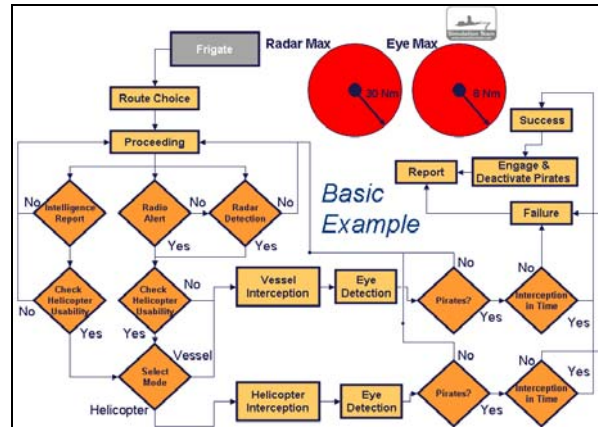 Frigate
Radar Max
Eye Max
Simulation Team
20 Nm
8 Nm
Route Choice
Success
Proceeding
Engage &
Deactivate Pirates
Report
No
Intelligence
Report
Radio
Alert
No
Radar
Detection
No
Basic
Example
Failure
Yes
Yes
No
No
Check
Helicopter
Usability
Check
Helicopter
Usability
No
Vessel
Interception
Eye
Detection
Pirates?
Interception
in Time
No
Yes
Yes
Vessel
Yes
Yes
Select
Mode
No
No
Yes
Helicopter
Helicopter
Interception
Eye
Detection
Pirates?
Interception
in Time
Yes